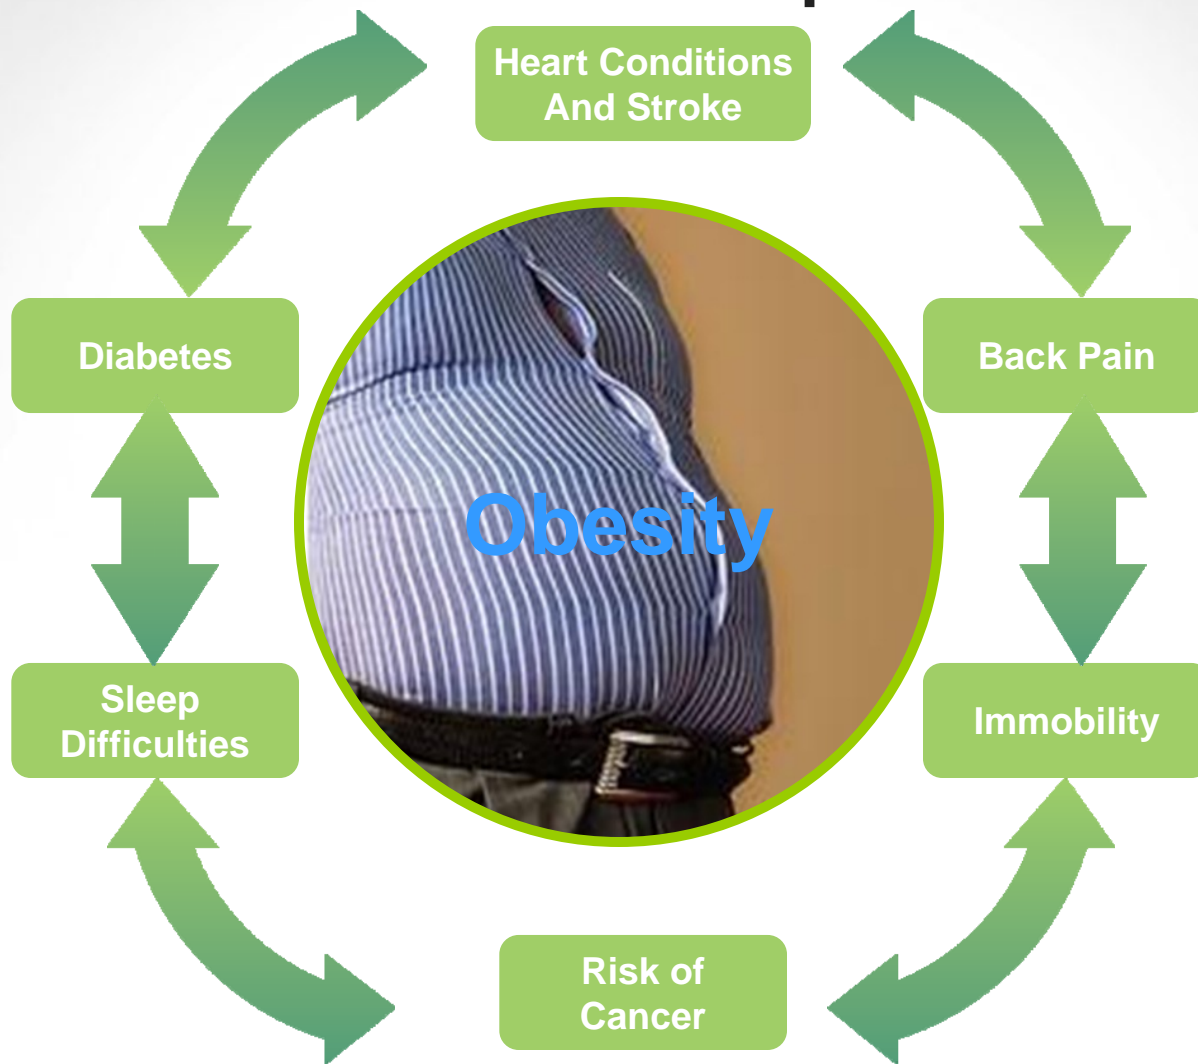 Heart Conditions
And Stroke
Diabetes
Back Pain
Obesity
Sleep
Difficulties
Immobility
Risk of
Cancer